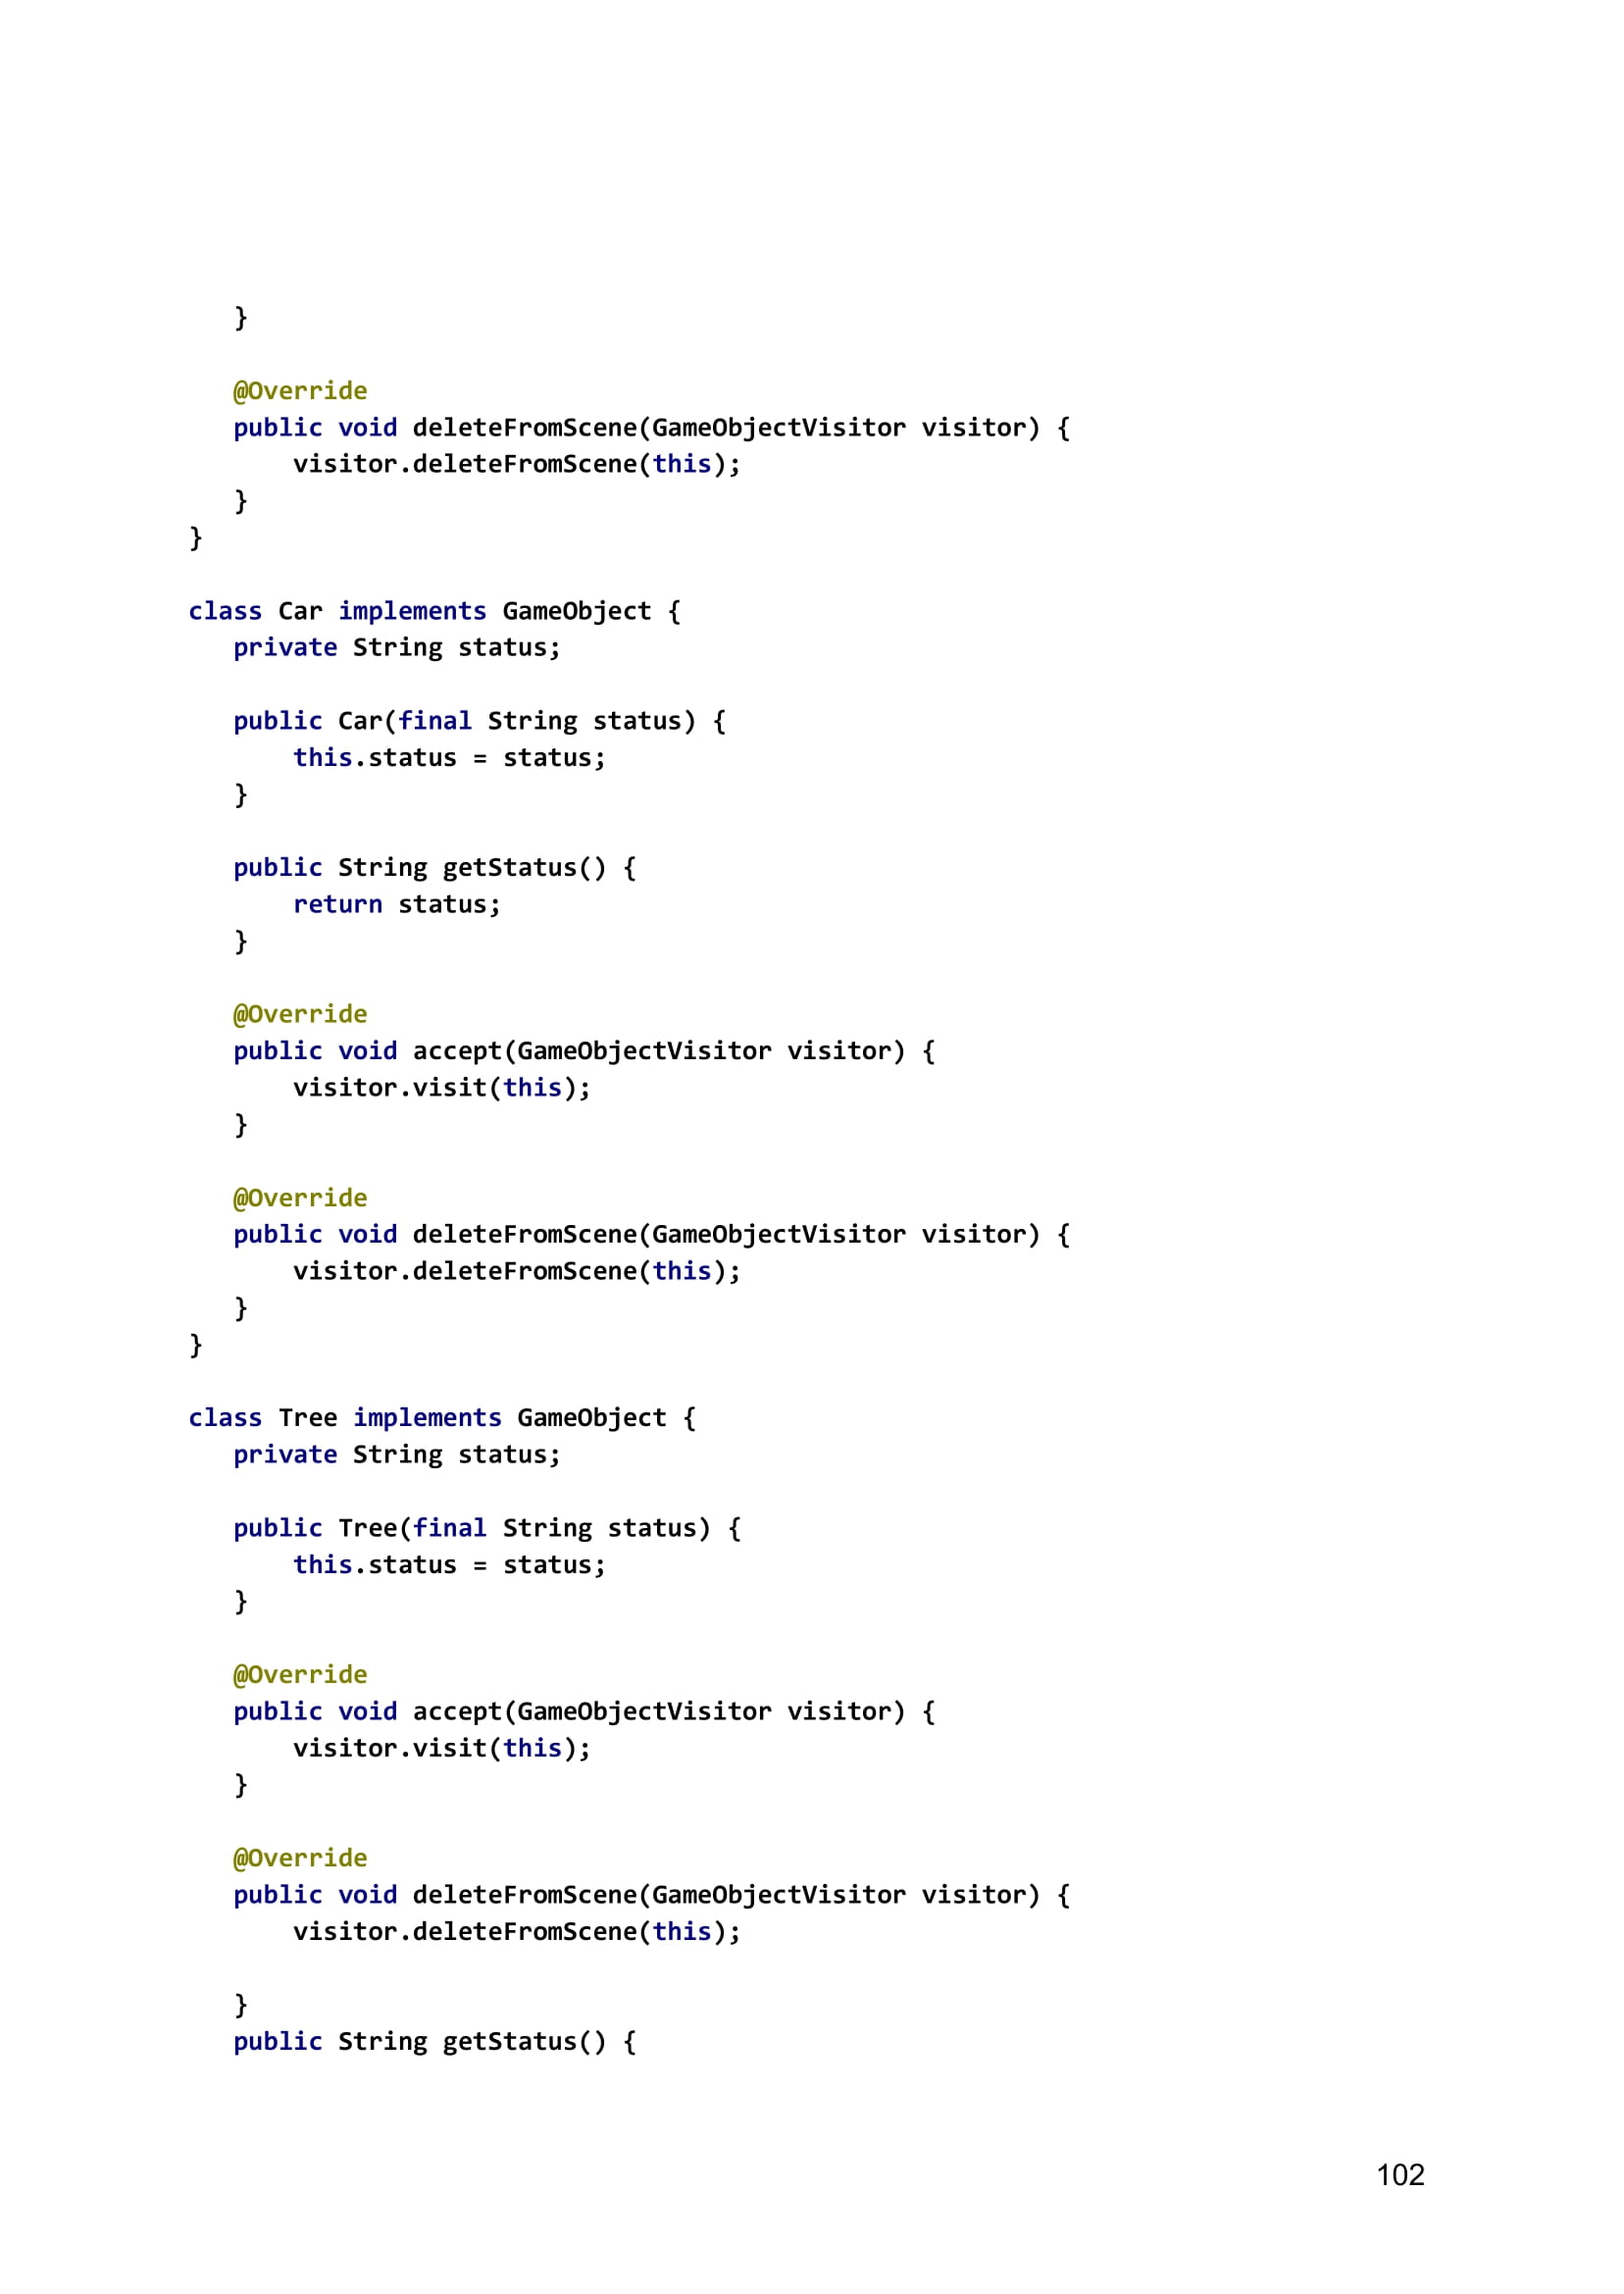 }

   @Override
   public void deleteFromScene(GameObjectVisitor visitor) {
       visitor.deleteFromScene(this);
   }
}

class Car implements GameObject {
   private String status;

   public Car(final String status) {
       this.status = status;
   }

   public String getStatus() {
       return status;
   }

   @Override
   public void accept(GameObjectVisitor visitor) {
       visitor.visit(this);
   }

   @Override
   public void deleteFromScene(GameObjectVisitor visitor) {
       visitor.deleteFromScene(this);
   }
}

class Tree implements GameObject {
   private String status;

   public Tree(final String status) {
       this.status = status;
   }

   @Override
   public void accept(GameObjectVisitor visitor) {
       visitor.visit(this);
   }

   @Override
   public void deleteFromScene(GameObjectVisitor visitor) {
       visitor.deleteFromScene(this);

   }
   public String getStatus() {
102